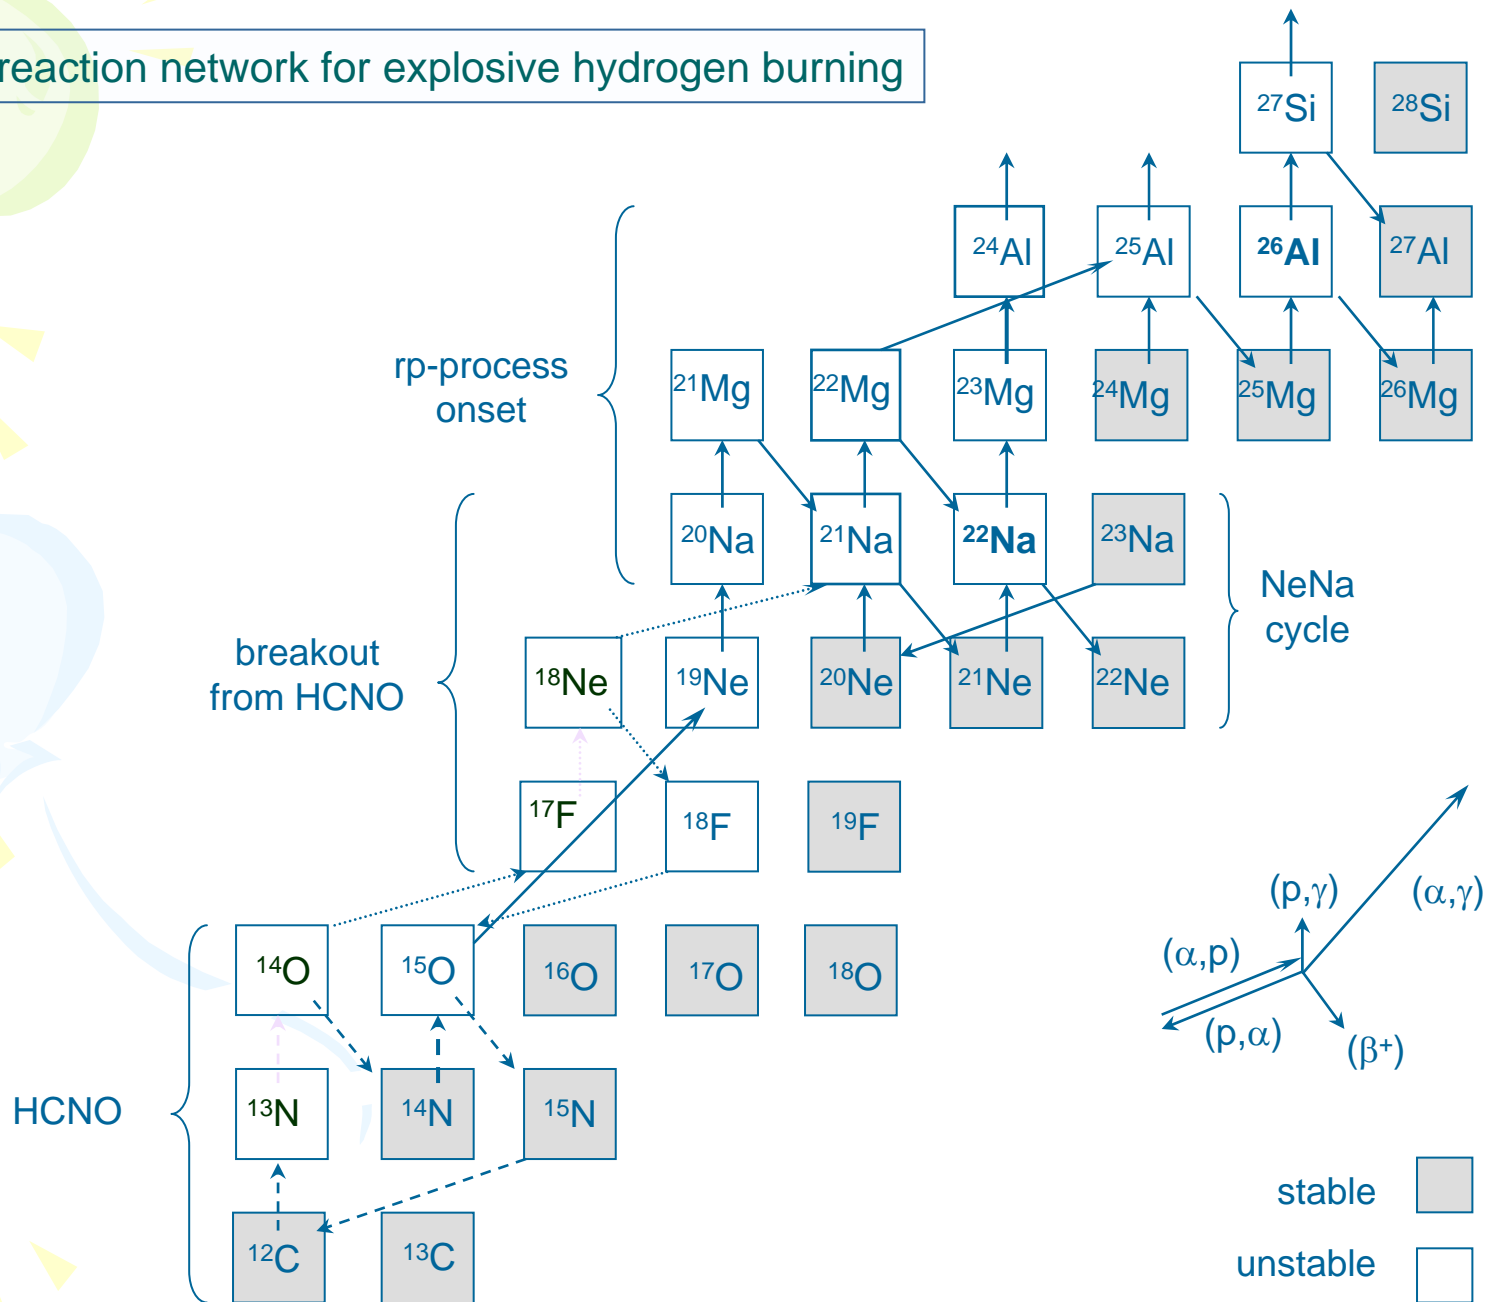 reaction network for explosive hydrogen burning
²⁷Si
²⁸Si
²⁴Al
²⁵Al
²⁶Al
²⁷Al
rp-process
onset
²¹Mg
²²Mg
²³Mg
²⁴Mg
²⁵Mg
²⁶Mg
²⁰Na
²¹Na
²²Na
²³Na
NeNa
cycle
breakout
from HCNO
¹⁸Ne
¹⁹Ne
²⁰Ne
²¹Ne
²²Ne
¹⁷F
¹⁸F
¹⁹F
(p,γ)
(α,γ)
(α,p)
(p,α)
(β⁺)
¹⁴O
¹⁵O
¹⁶O
¹⁷O
¹⁸O
HCNO
¹³N
¹⁴N
¹⁵N
¹²C
¹³C
stable
unstable